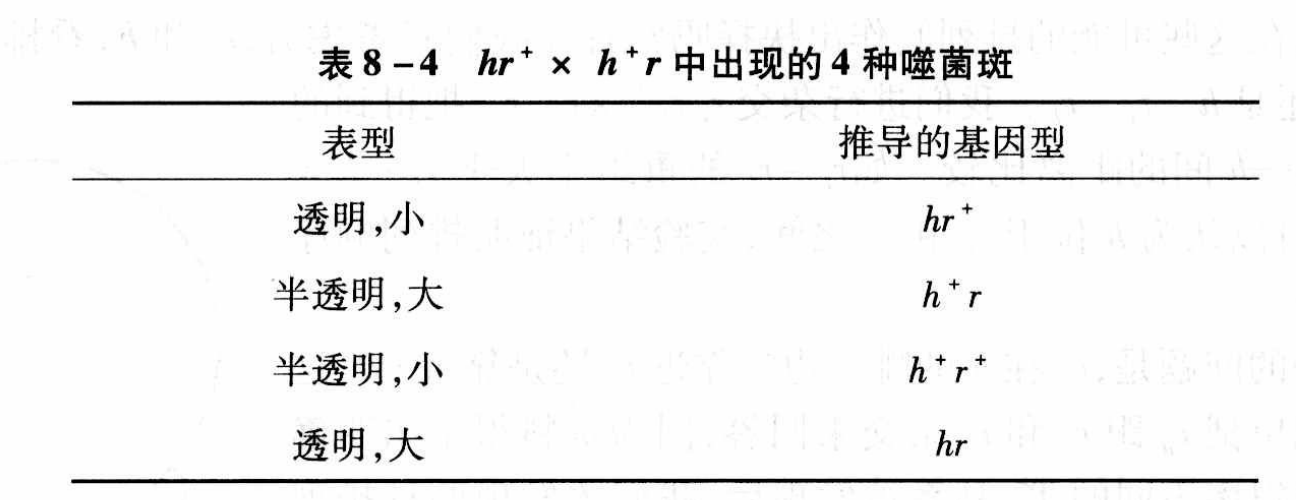 表 8-4 hr⁺ × h⁺r 中出现的 4 种噬菌斑
表型 推导的基因型
透明,小 hr⁺
半透明,大 h⁺r
半透明,小 h⁺r⁺
透明,大 hr